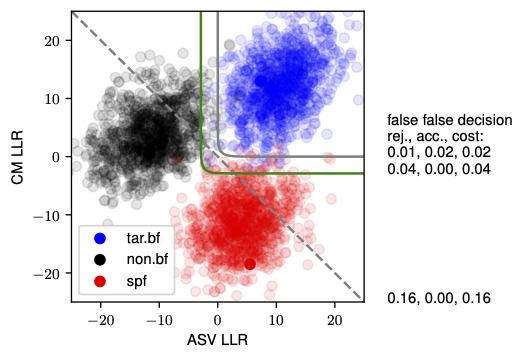 20
10
0
−10
−20
CM LLR
tar.bf
non.bf
spf
−20
−10
0
10
20
ASV LLR
false false decision
rej., acc., cost:
0.01, 0.02, 0.02
0.04, 0.00, 0.04
0.16, 0.00, 0.16